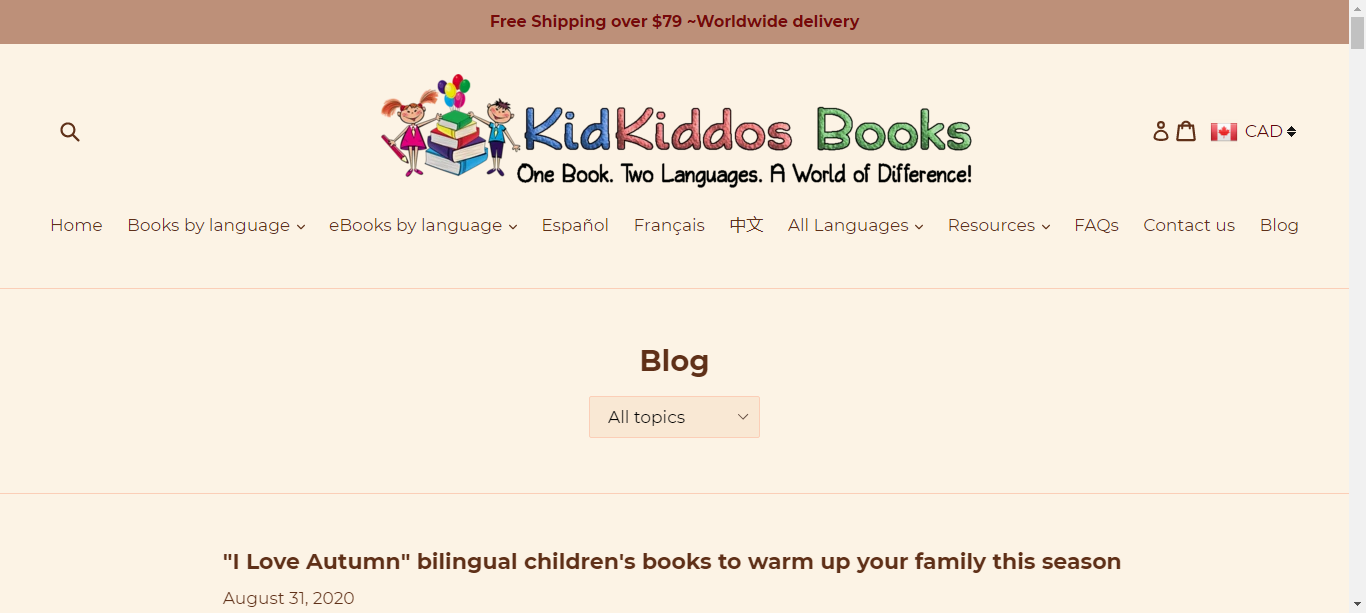 Free Shipping over $79 ~Worldwide delivery
KidKiddos Books
One Book. Two Languages. A World of Difference!
CAD
Home Books by language eBooks by language Español Français 中文 All Languages Resources FAQs Contact us Blog
Blog
All topics
"I Love Autumn" bilingual children's books to warm up your family this season
August 31, 2020